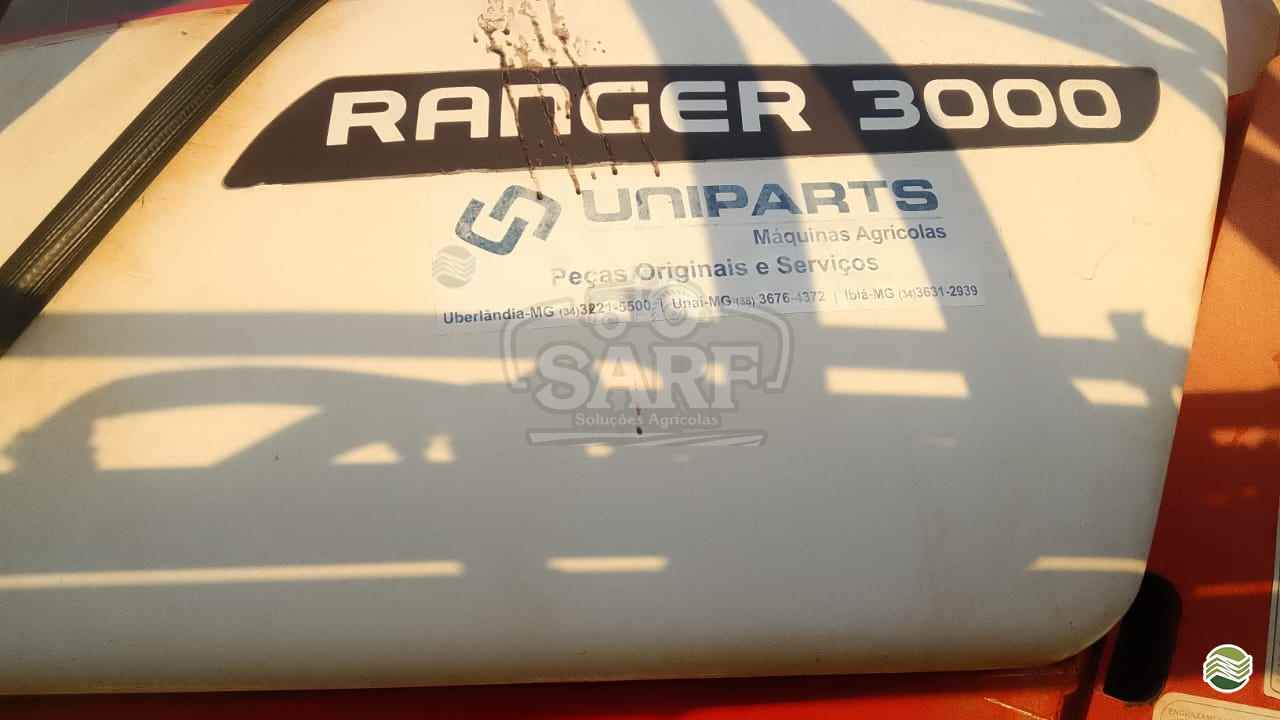 RANGER 3000
UNIPARTS
Máquinas Agrícolas
Peças Originais e Serviços
Uberlândia-MG (34)3221-5500 | Unaí-MG (38) 3676-4372 | Ibiá-MG (34)3631-2939
SARF
Soluções Agrícolas